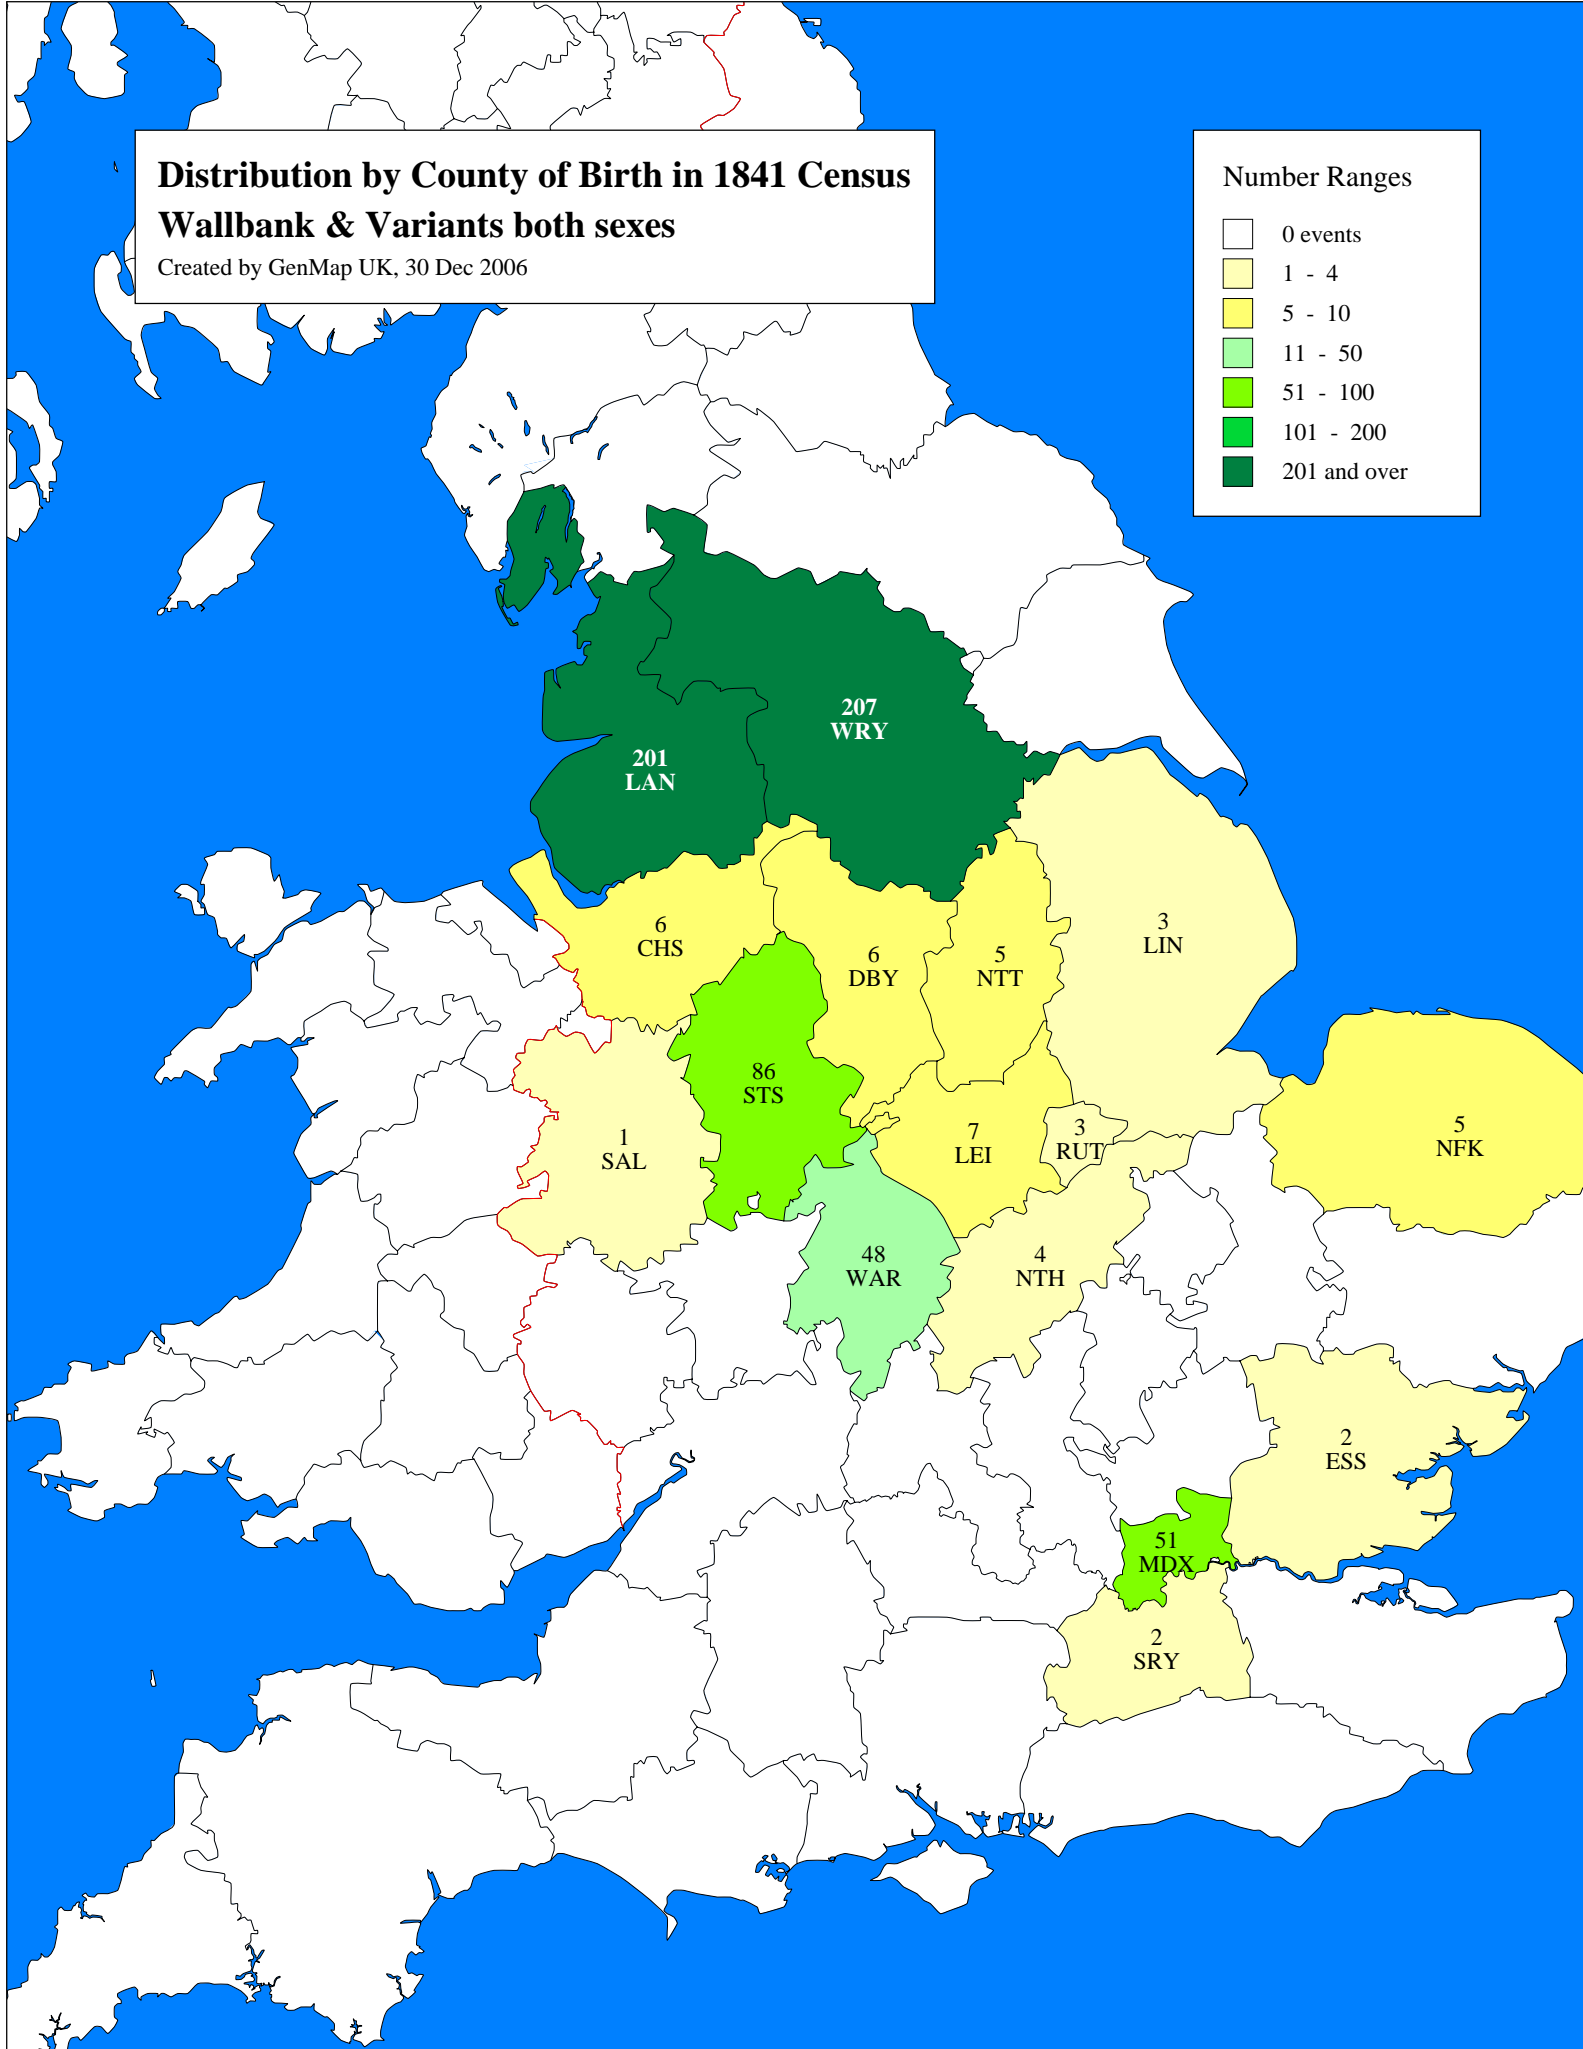 Distribution by County of Birth in 1841 Census
Wallbank & Variants both sexes
Created by GenMap UK, 30 Dec 2006
Number Ranges
0 events
1 - 4
5 - 10
11 - 50
51 - 100
101 - 200
201 and over
207
WRY
201
LAN
6
CHS
6
DBY
5
NTT
3
LIN
86
STS
1
SAL
7
LEI
3
RUT
5
NFK
48
WAR
4
NTH
2
ESS
51
MDX
2
SRY